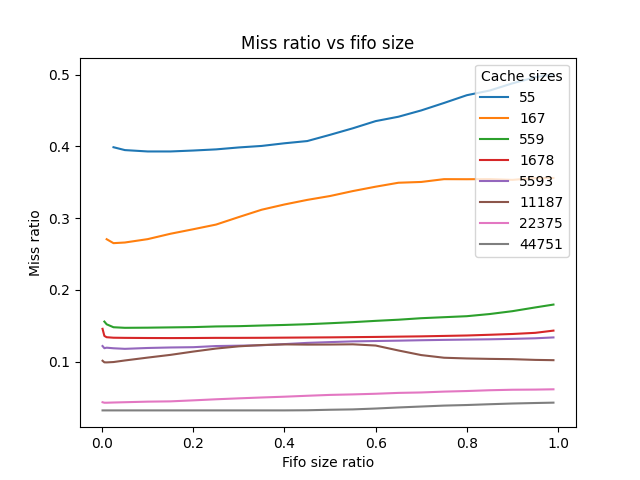 Miss ratio vs fifo size
Cache sizes
55
167
559
1678
5593
11187
22375
44751
0.5
0.4
0.3
0.2
0.1
Miss ratio
0.0 0.2 0.4 0.6 0.8 1.0
Fifo size ratio